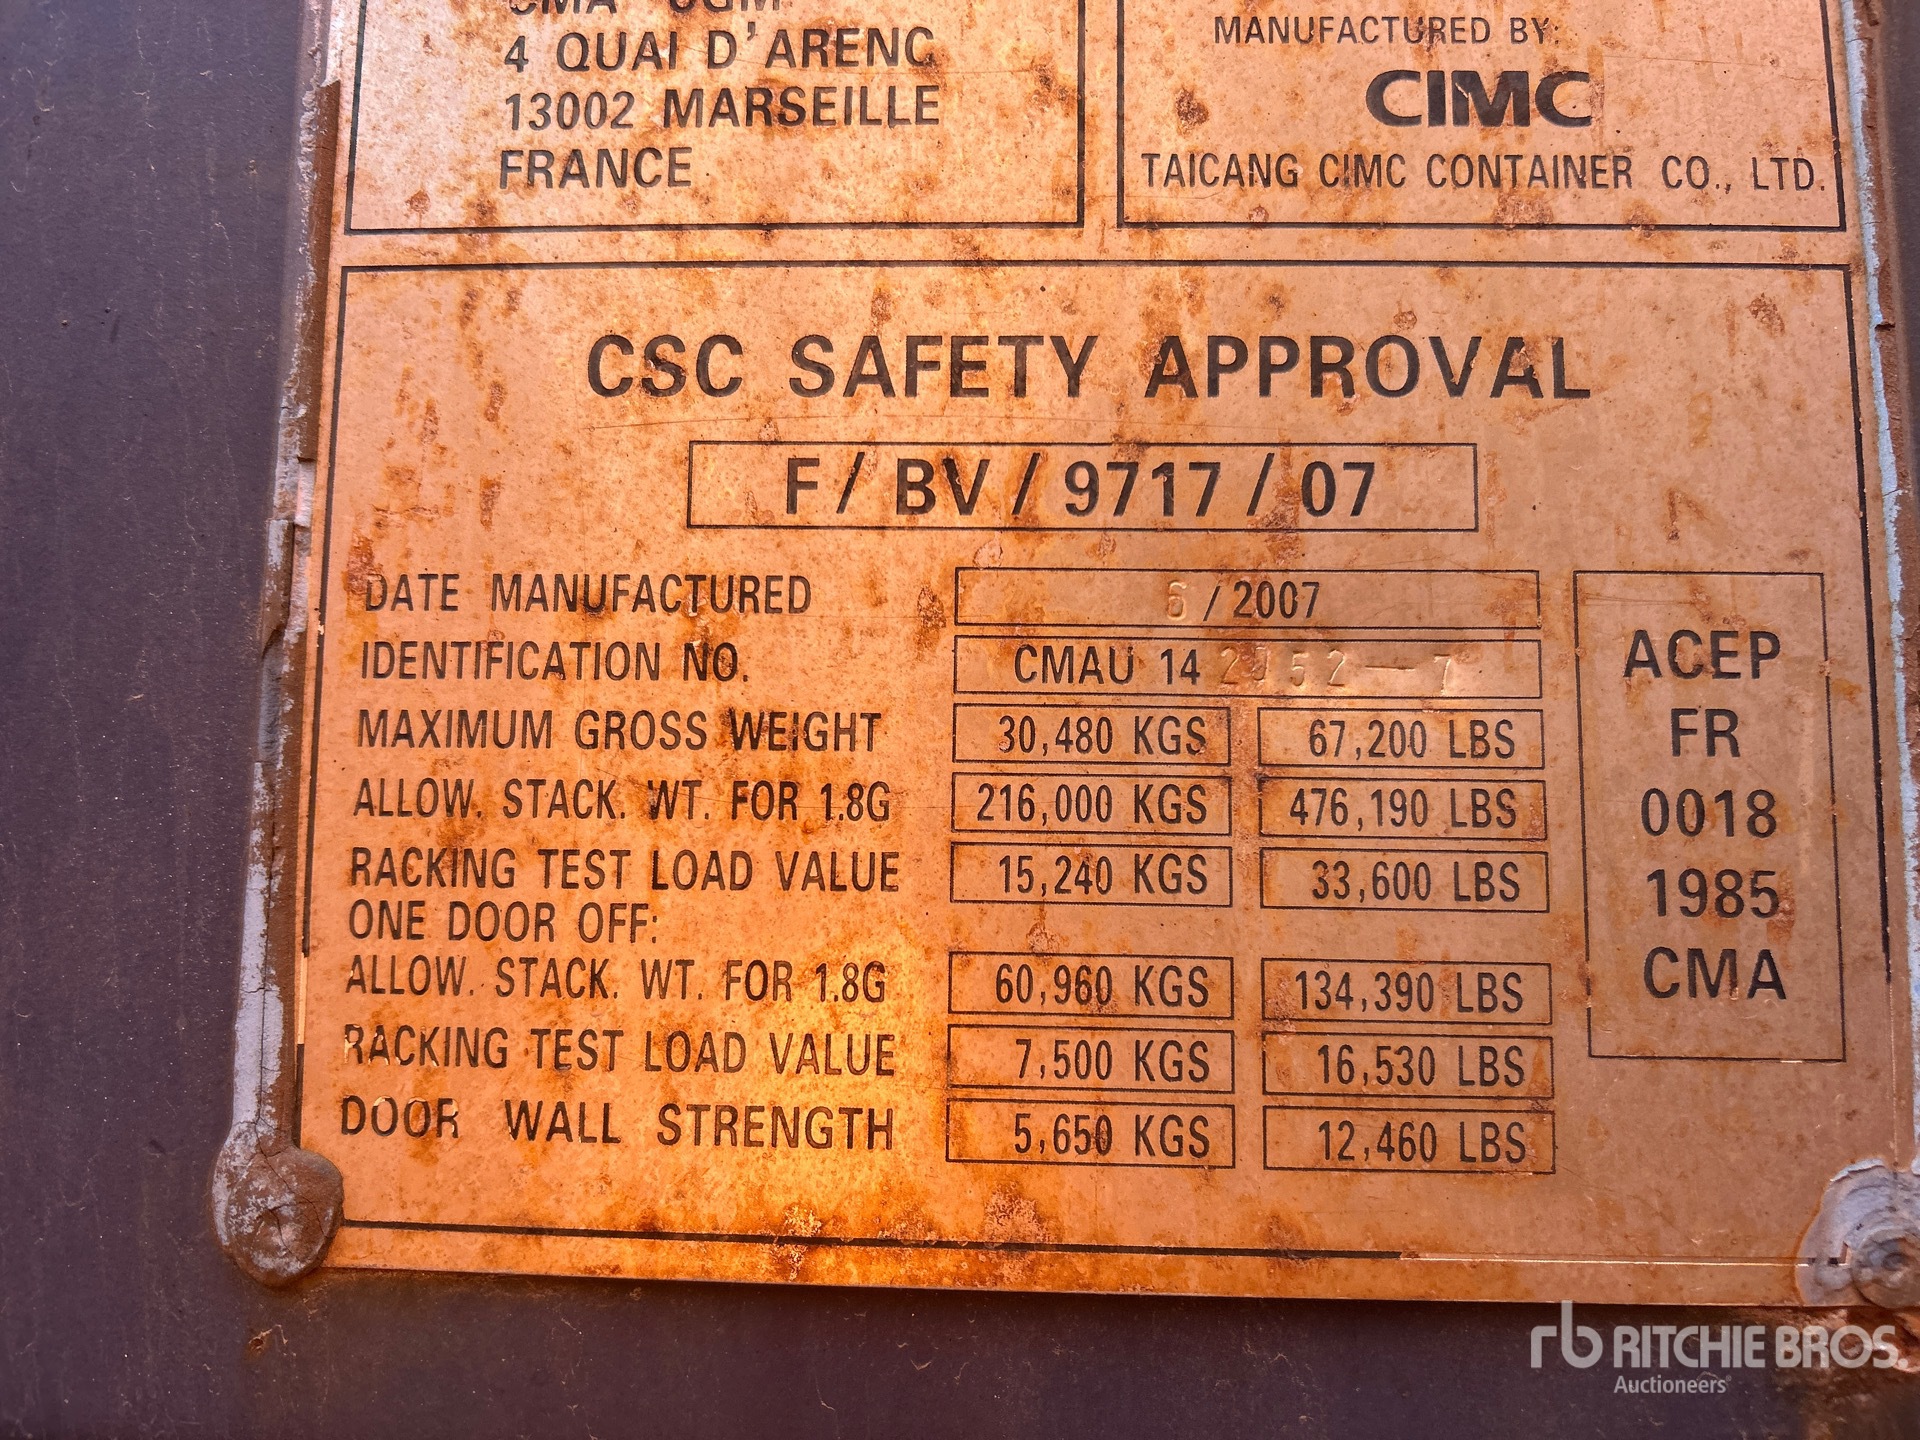 CMA CGM
4 QUAI D'ARENC
13002 MARSEILLE
FRANCE
MANUFACTURED BY:
CIMC
TAICANG CIMC CONTAINER CO., LTD.
CSC SAFETY APPROVAL
F / BV / 9717 / 07
DATE MANUFACTURED 6 / 2007
IDENTIFICATION NO. CMAU 14 2052-7
MAXIMUM GROSS WEIGHT 30,480 KGS 67,200 LBS
ALLOW. STACK. WT. FOR 1.8G 216,000 KGS 476,190 LBS
RACKING TEST LOAD VALUE 15,240 KGS 33,600 LBS
ONE DOOR OFF:
ALLOW. STACK. WT. FOR 1.8G 60,960 KGS 134,390 LBS
RACKING TEST LOAD VALUE 7,500 KGS 16,530 LBS
DOOR WALL STRENGTH 5,650 KGS 12,460 LBS
ACEP
FR
0018
1985
CMA
rb RITCHIE BROS.
Auctioneers